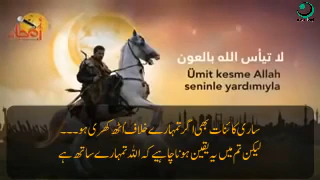 لا تيأس الله بالعون
Ümit kesme Allah
seninle yardımıyla
ساری کائنات بھی اگر تمہارے خلاف اُٹھ کھڑی ہو۔۔۔
لیکن تم میں یہ یقین ہونا چاہیے کہ اللہ تمہارے ساتھ ہے